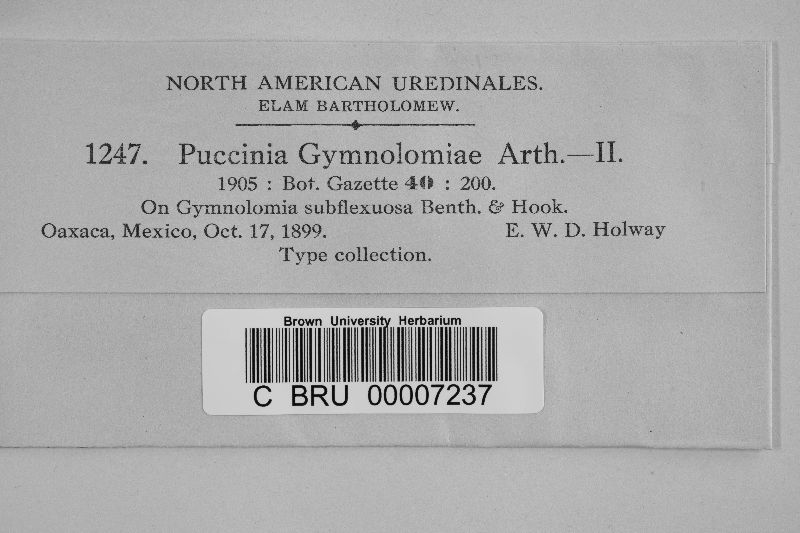 NORTH AMERICAN UREDINALES.
ELAM BARTHOLOMEW.
1247. Puccinia Gymnolomiae Arth.—II.
1905 : Bot. Gazette 40 : 200.
On Gymnolomia subflexuosa Benth. & Hook.
Oaxaca, Mexico, Oct. 17, 1899. E. W. D. Holway
Type collection.
Brown University Herbarium
C BRU 00007237